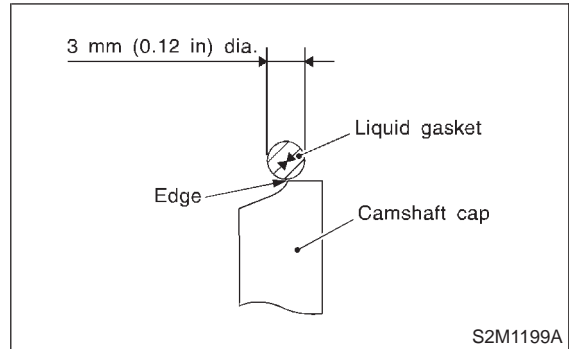 3 mm (0.12 in) dia.
Liquid gasket
Edge
Camshaft cap
S2M1199A